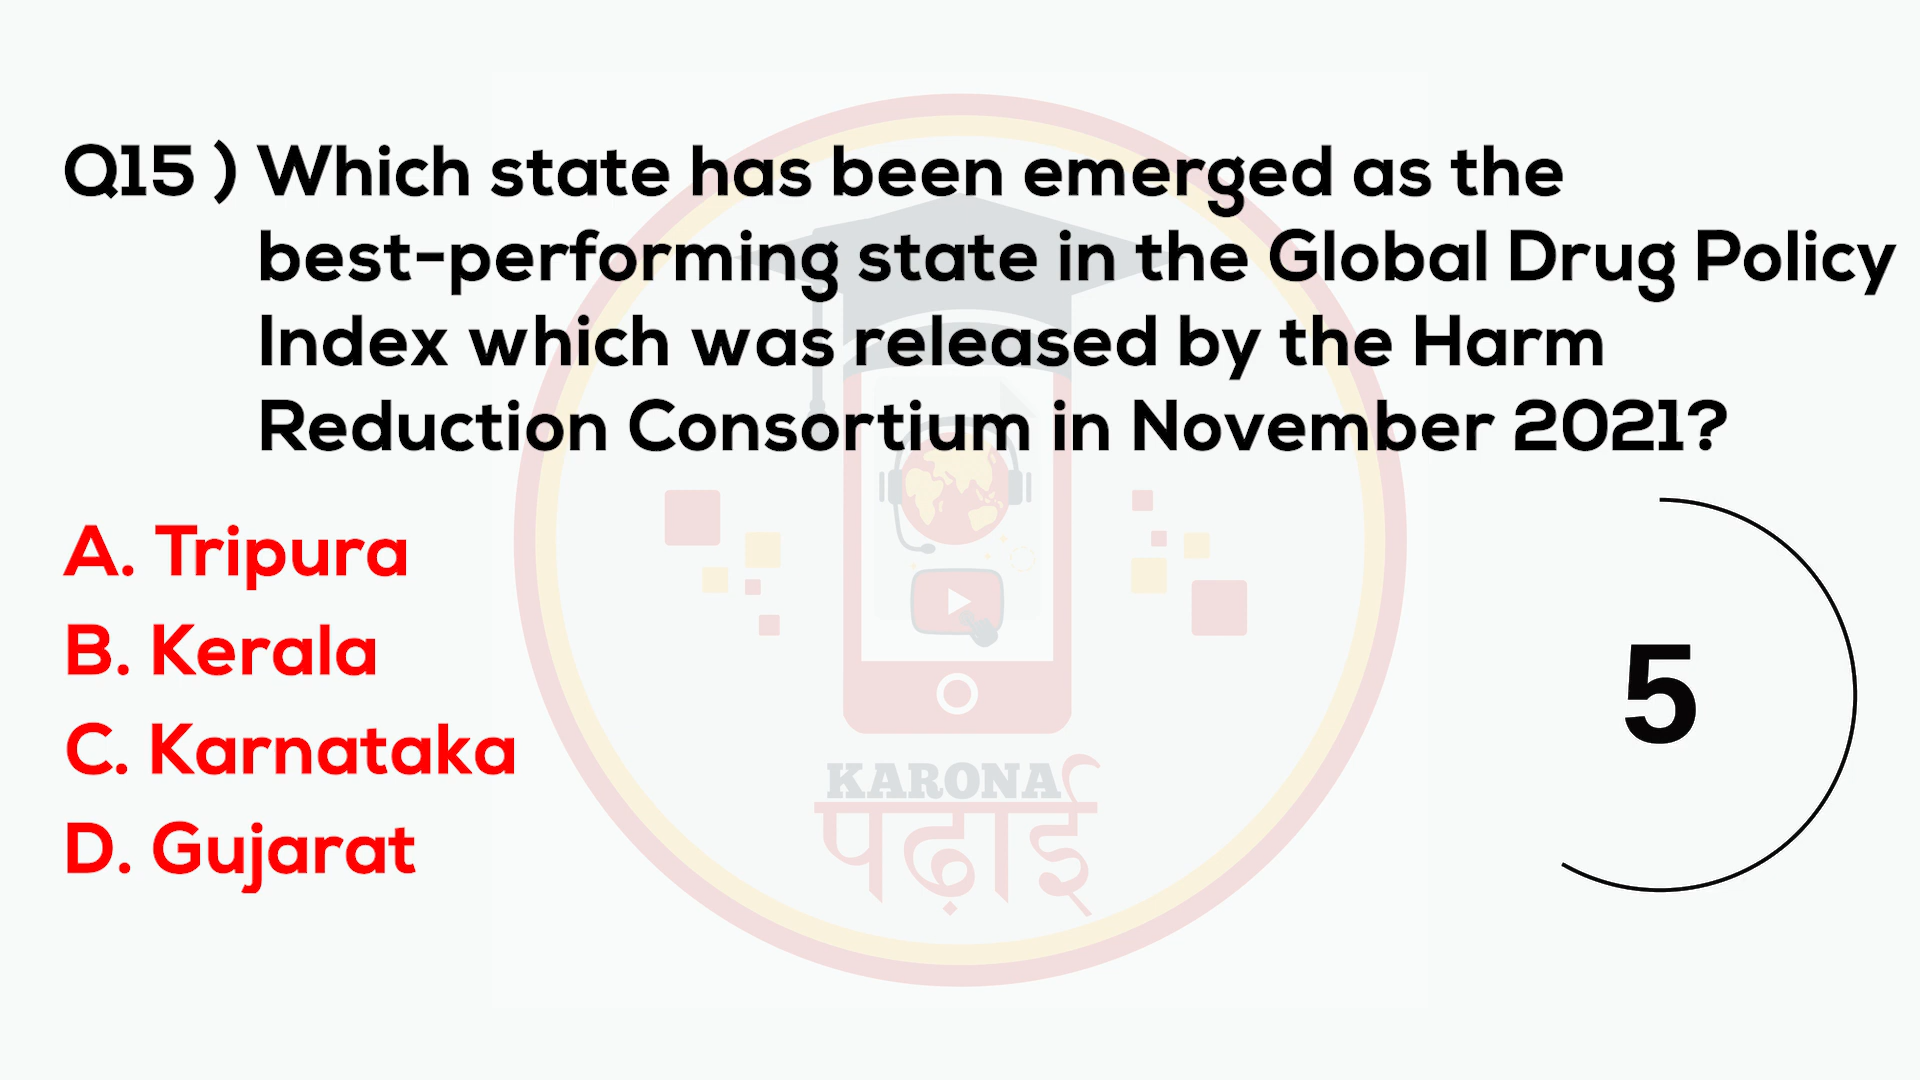 Q15 ) Which state has been emerged as the
best-performing state in the Global Drug Policy
Index which was released by the Harm
Reduction Consortium in November 2021?
A. Tripura
B. Kerala
C. Karnataka
D. Gujarat
5
KARONA
पढ़ाई